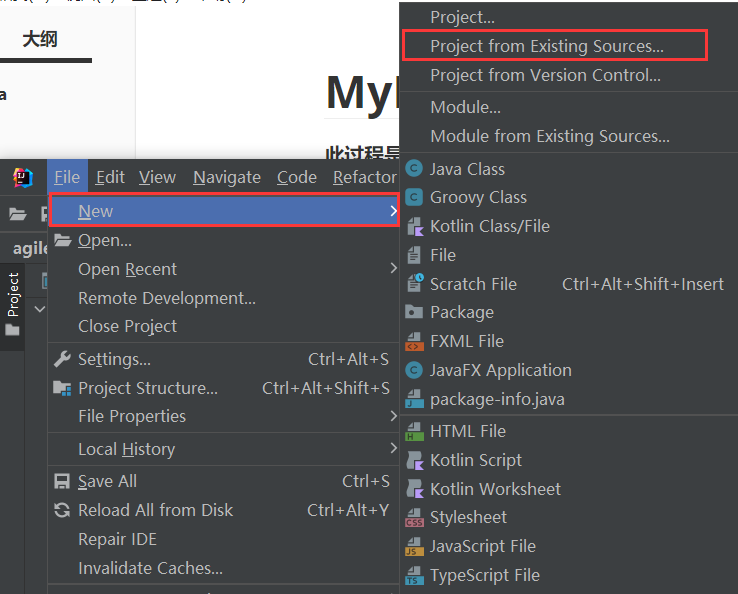 大纲
a
My
此过程是
File Edit View Navigate Code Refactor
agile
Project
New
Open...
Open Recent
Remote Development...
Close Project
Settings... Ctrl+Alt+S
Project Structure... Ctrl+Alt+Shift+S
File Properties
Local History
Save All Ctrl+S
Reload All from Disk Ctrl+Alt+Y
Repair IDE
Invalidate Caches...
Project...
Project from Existing Sources...
Project from Version Control...
Module...
Module from Existing Sources...
Java Class
Groovy Class
Kotlin Class/File
File
Scratch File Ctrl+Alt+Shift+Insert
Package
FXML File
JavaFX Application
package-info.java
HTML File
Kotlin Script
Kotlin Worksheet
Stylesheet
JavaScript File
TypeScript File